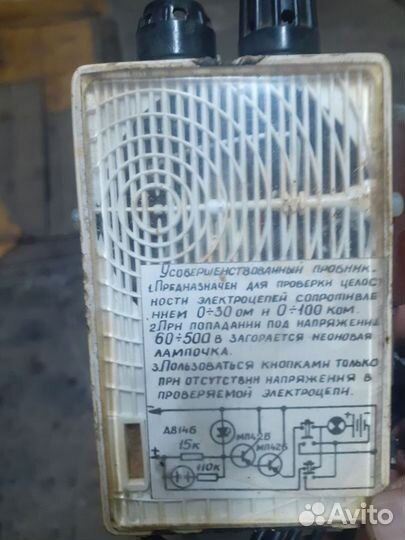 Усовершенствованный пробник.
1. Предназначен для проверки целос-
тности электроцепей сопротивле-
нием 0÷30 ом и 0÷100 ком.
2. При попадании под напряжение
60÷500 в загорается неоновая
лампочка.
3. Пользоваться кнопками только
при отсутствии напряжения в
проверяемой электроцепи.
Д814Б
15к
МП42В
МП42Б
110к
+
+
-
Avito